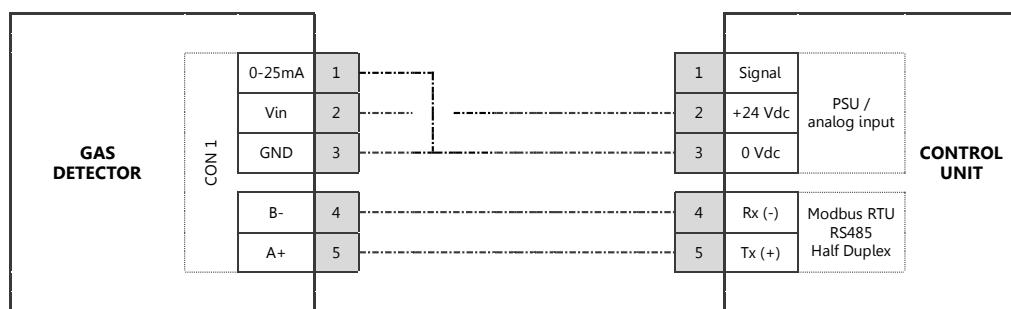 GAS
DETECTOR
CON 1
0-25mA 1
Vin 2
GND 3
B- 4
A+ 5
1 Signal
2 +24 Vdc
3 0 Vdc
PSU /
analog input
4 Rx (-)
5 Tx (+)
Modbus RTU
RS485
Half Duplex
CONTROL
UNIT